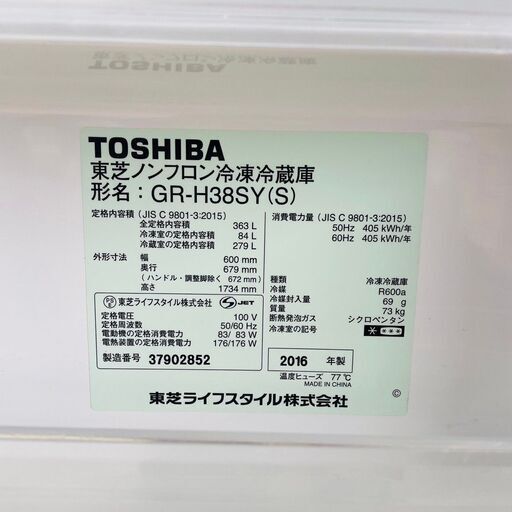 TOSHIBA
TOSHIBA
東芝ノンフロン冷凍冷蔵庫
形名：GR-H38SY(S)
定格内容積 (JIS C 9801-3:2015)
全定格内容積 363 L
冷凍室の定格内容積 84 L
冷蔵室の定格内容積 279 L
外形寸法 幅 600 mm
奥行 679 mm
(ハンドル・調整脚除く 672 mm)
高さ 1734 mm
PS E 東芝ライフスタイル株式会社 S JET
定格電圧 100 V
定格周波数 50/60 Hz
電動機の定格消費電力 83/ 83 W
電熱装置の定格消費電力 176/176 W
製造番号 37902852
消費電力量 (JIS C 9801-3:2015)
50Hz 405 kWh/年
60Hz 405 kWh/年
種類 冷凍冷蔵庫
冷媒 R600a
冷媒封入量 69 g
質量 73 kg
断熱発泡ガス シクロペンタン
冷凍室の記号
2016 年製
温度ヒューズ 77℃
MADE IN CHINA
©
東芝ライフスタイル株式会社